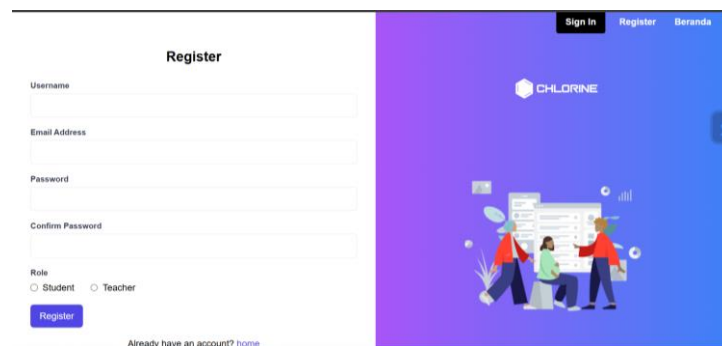 Sign In Register Beranda
Register
CHLORINE
Username
Email Address
Password
Confirm Password
Role
Student Teacher
Register
Already have an account? home